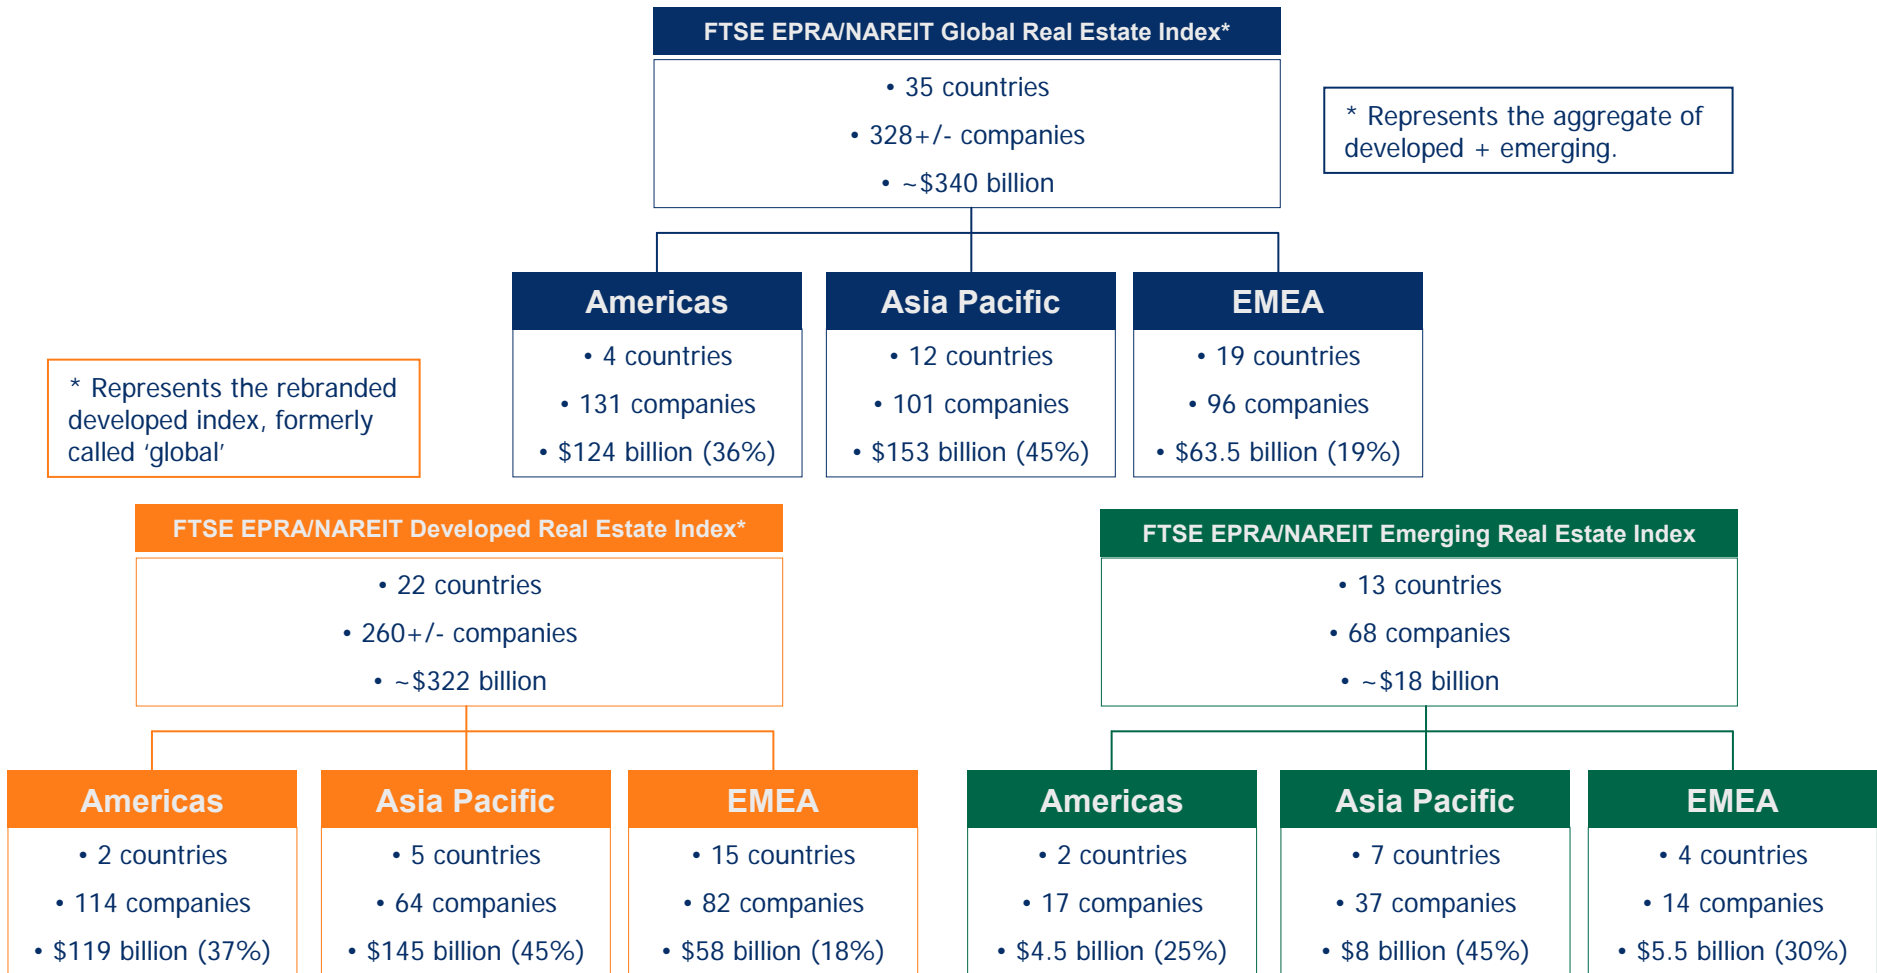 FTSE EPRA/NAREIT Global Real Estate Index*
• 35 countries
• 328+/- companies
• ~$340 billion
* Represents the aggregate of
developed + emerging.
Americas
• 4 countries
• 131 companies
• $124 billion (36%)
Asia Pacific
• 12 countries
• 101 companies
• $153 billion (45%)
EMEA
• 19 countries
• 96 companies
• $63.5 billion (19%)
* Represents the rebranded
developed index, formerly
called ‘global’
FTSE EPRA/NAREIT Developed Real Estate Index*
• 22 countries
• 260+/- companies
• ~$322 billion
Americas
• 2 countries
• 114 companies
• $119 billion (37%)
Asia Pacific
• 5 countries
• 64 companies
• $145 billion (45%)
EMEA
• 15 countries
• 82 companies
• $58 billion (18%)
FTSE EPRA/NAREIT Emerging Real Estate Index
• 13 countries
• 68 companies
• ~$18 billion
Americas
• 2 countries
• 17 companies
• $4.5 billion (25%)
Asia Pacific
• 7 countries
• 37 companies
• $8 billion (45%)
EMEA
• 4 countries
• 14 companies
• $5.5 billion (30%)